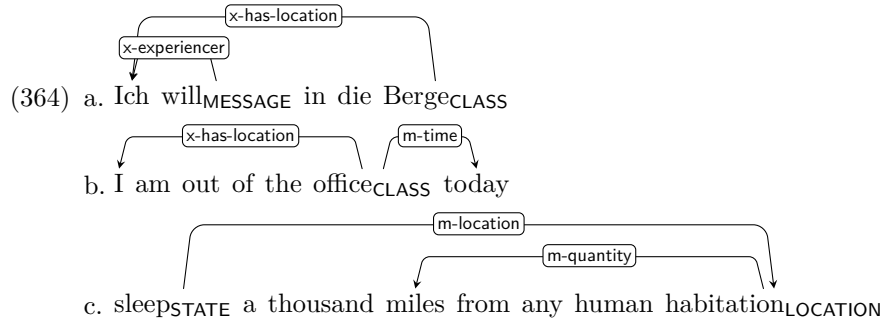 x-has-location
x-experiencer
(364) a. Ich will MESSAGE in die Berge CLASS
x-has-location m-time
b. I am out of the office CLASS today
m-location
m-quantity
c. sleep STATE a thousand miles from any human habitation LOCATION